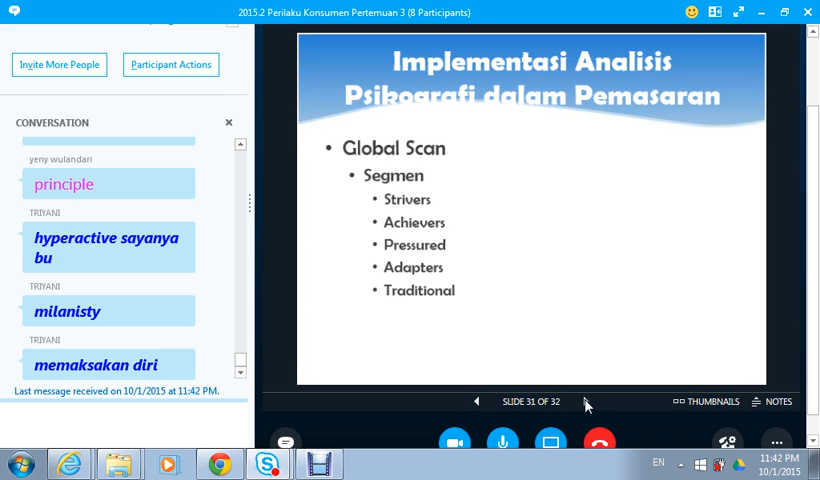 2015.2 Perilaku Konsumen Pertemuan 3 (8 Participants)
Invite More People
Participant Actions
CONVERSATION
yeny wulandari
principle
TRIYANI
hyperactive sayanya
bu
TRIYANI
milanisty
TRIYANI
memaksakan diri
Last message received on 10/1/2015 at 11:42 PM.
Implementasi Analisis
Psikografi dalam Pemasaran
• Global Scan
• Segmen
• Strivers
• Achievers
• Pressured
• Adapters
• Traditional
SLIDE 31 OF 32
THUMBNAILS
NOTES
EN
11:42 PM
10/1/2015